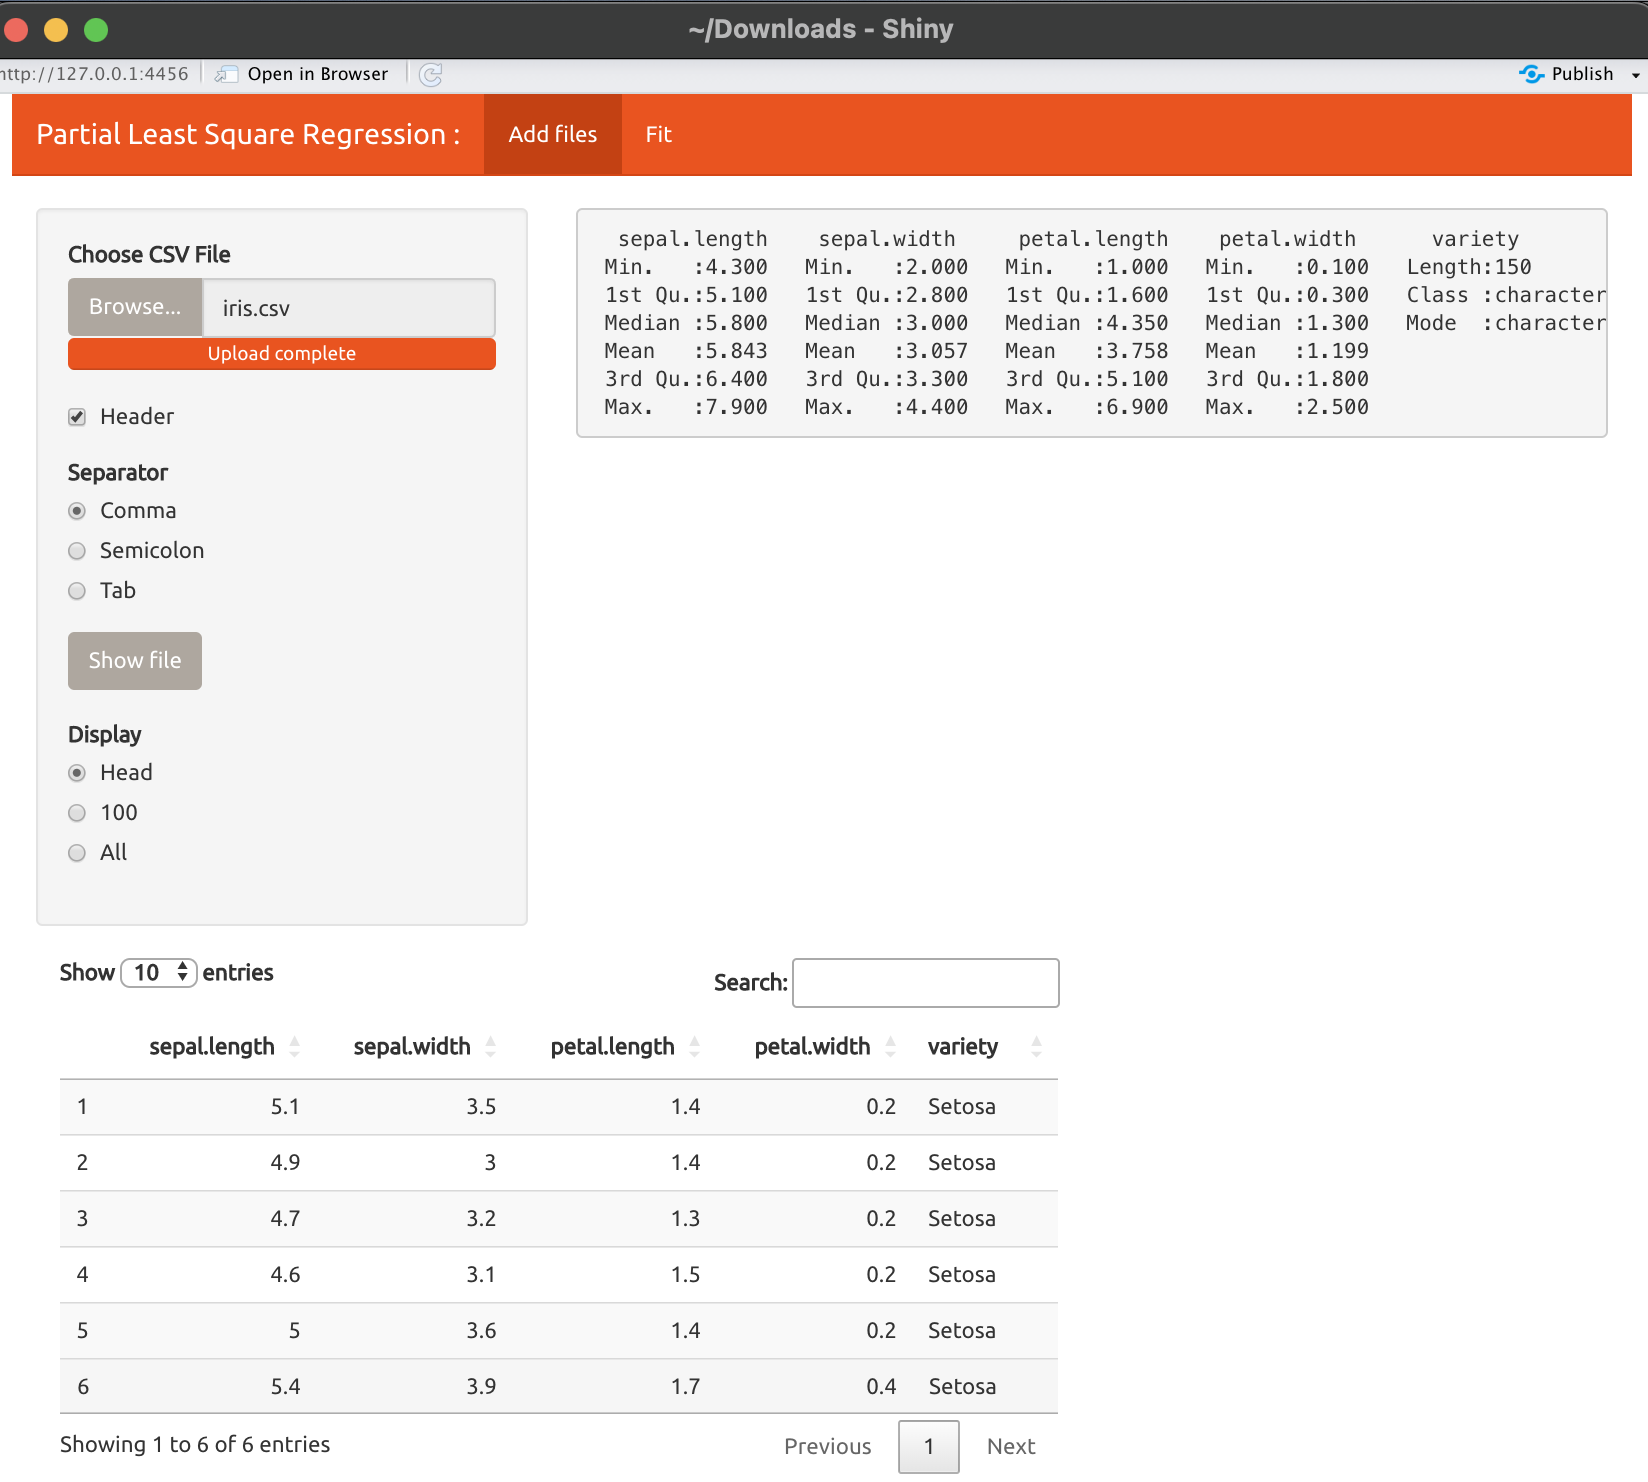 ~/Downloads - Shiny
http://127.0.0.1:4456 Open in Browser Publish
Partial Least Square Regression : Add files Fit
Choose CSV File
Browse... iris.csv
Upload complete
Header
Separator
Comma
Semicolon
Tab
Show file
Display
Head
100
All
sepal.length sepal.width petal.length petal.width variety
Min. :4.300 Min. :2.000 Min. :1.000 Min. :0.100 Length:150
1st Qu.:5.100 1st Qu.:2.800 1st Qu.:1.600 1st Qu.:0.300 Class :character
Median :5.800 Median :3.000 Median :4.350 Median :1.300 Mode :character
Mean :5.843 Mean :3.057 Mean :3.758 Mean :1.199
3rd Qu.:6.400 3rd Qu.:3.300 3rd Qu.:5.100 3rd Qu.:1.800
Max. :7.900 Max. :4.400 Max. :6.900 Max. :2.500
Show 10 entries Search:
sepal.length sepal.width petal.length petal.width variety
1 5.1 3.5 1.4 0.2 Setosa
2 4.9 3 1.4 0.2 Setosa
3 4.7 3.2 1.3 0.2 Setosa
4 4.6 3.1 1.5 0.2 Setosa
5 5 3.6 1.4 0.2 Setosa
6 5.4 3.9 1.7 0.4 Setosa
Showing 1 to 6 of 6 entries Previous 1 Next